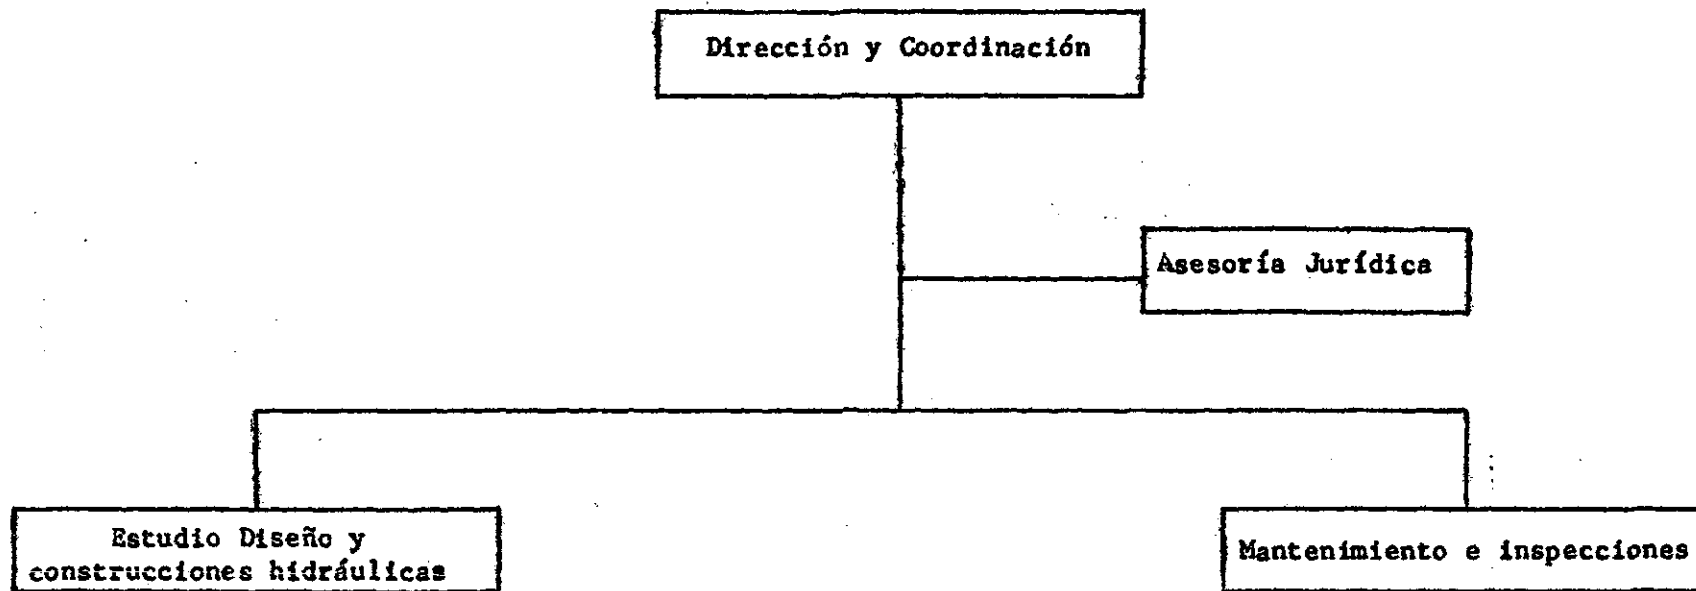 Dirección y Coordinación
Asesoría Jurídica
Estudio Diseño y
construcciones hidráulicas
Mantenimiento e inspecciones